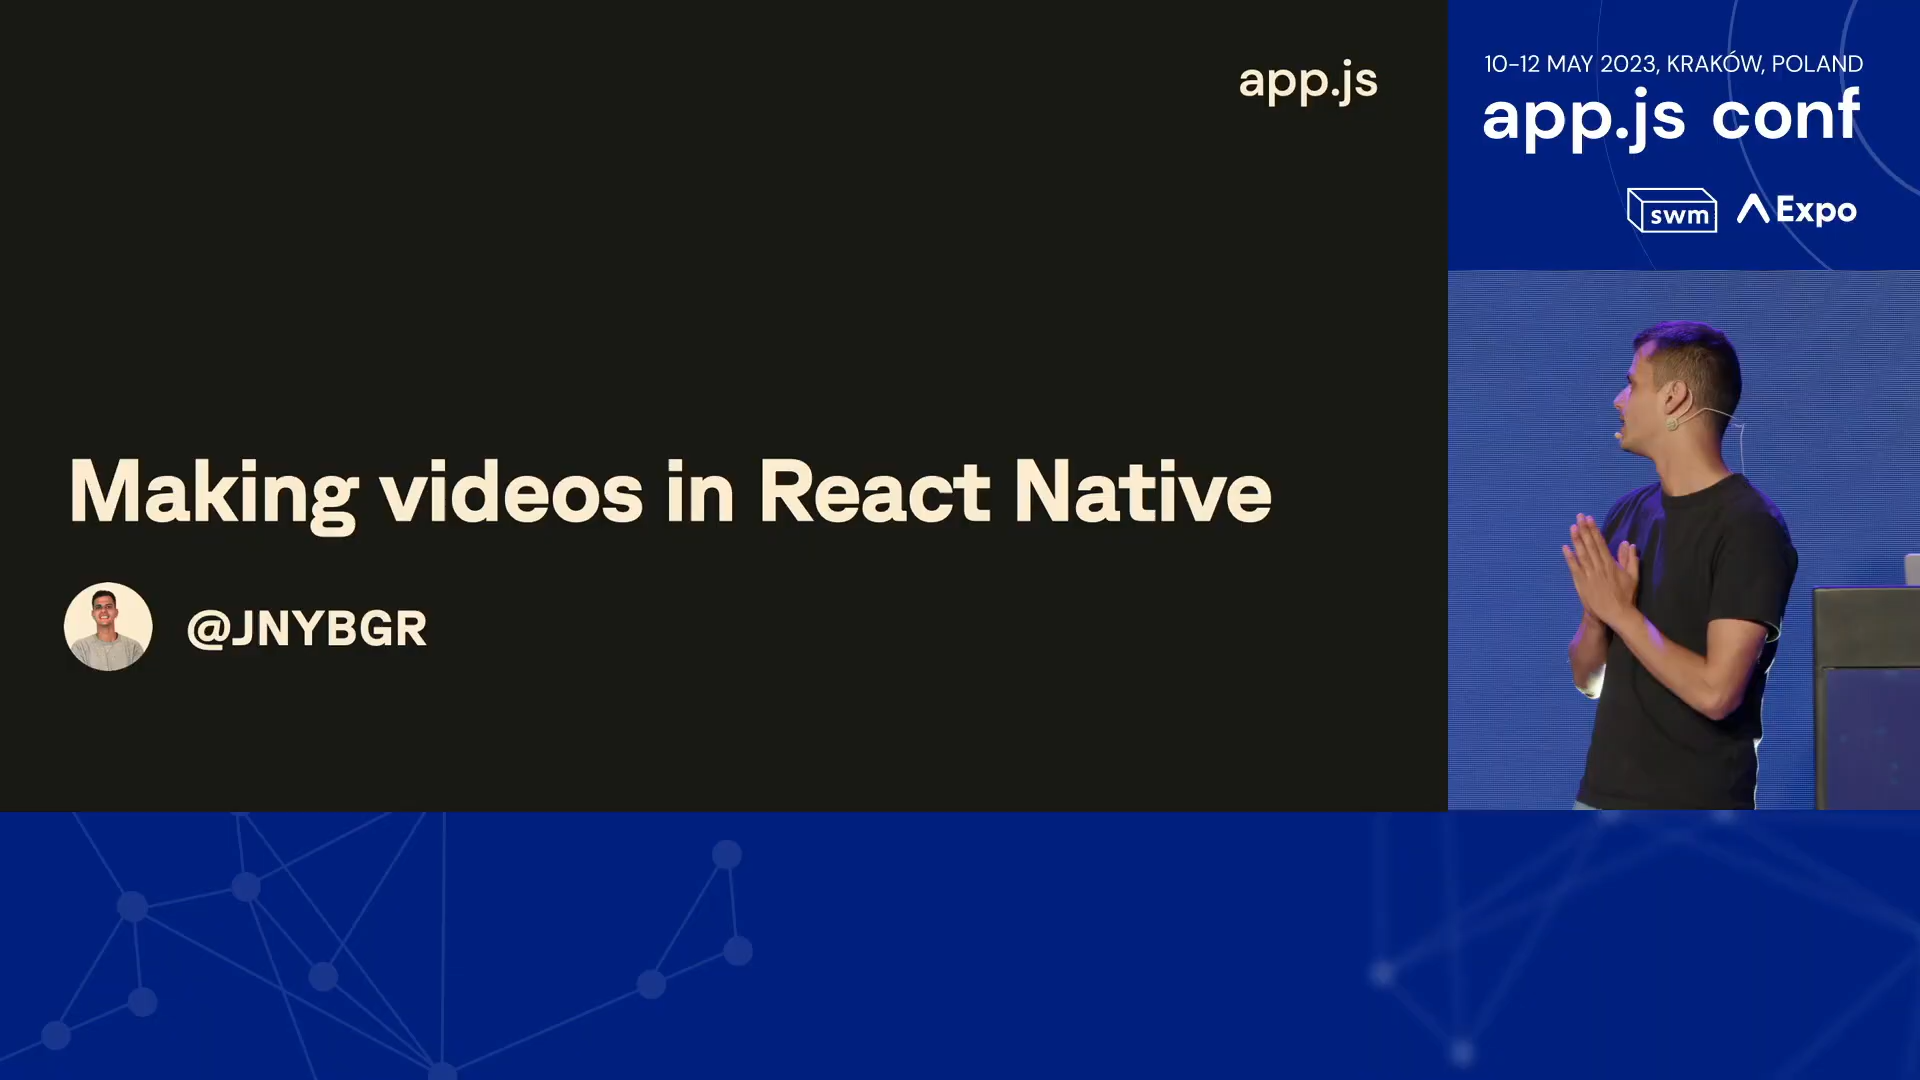 app.js
Making videos in React Native
@JNYBGR
10–12 MAY 2023, KRAKÓW, POLAND
app.js conf
swm
Expo